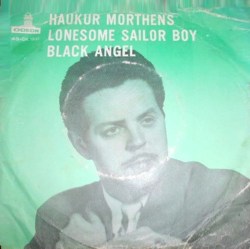 HAUKUR MORTHENS
LONESOME SAILOR BOY
BLACK ANGEL